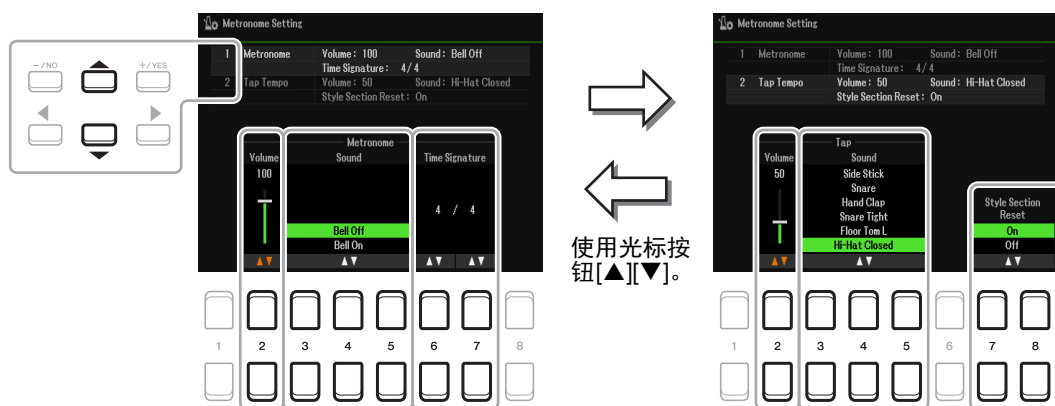 Metronome Setting
1 Metronome Volume: 100 Sound: Bell Off
Time Signature: 4/4
2 Tap Tempo Volume: 50 Sound: Hi-Hat Closed
Style Section Reset: On
Metronome
Volume Sound Time Signature
100
4 / 4
Bell Off
Bell On
▲▼ ▲▼ ▲▼ ▲▼
-/NO +/YES
1 2 3 4 5 6 7 8
使用光标按
钮[▲][▼]。
Metronome Setting
1 Metronome Volume: 100 Sound: Bell Off
Time Signature: 4/4
2 Tap Tempo Volume: 50 Sound: Hi-Hat Closed
Style Section Reset: On
Tap
Volume Sound
50 Side Stick
Snare
Hand Clap
Snare Tight
Floor Tom L
Hi-Hat Closed
Style Section
Reset
On
Off
▲▼ ▲▼ ▲▼
1 2 3 4 5 6 7 8